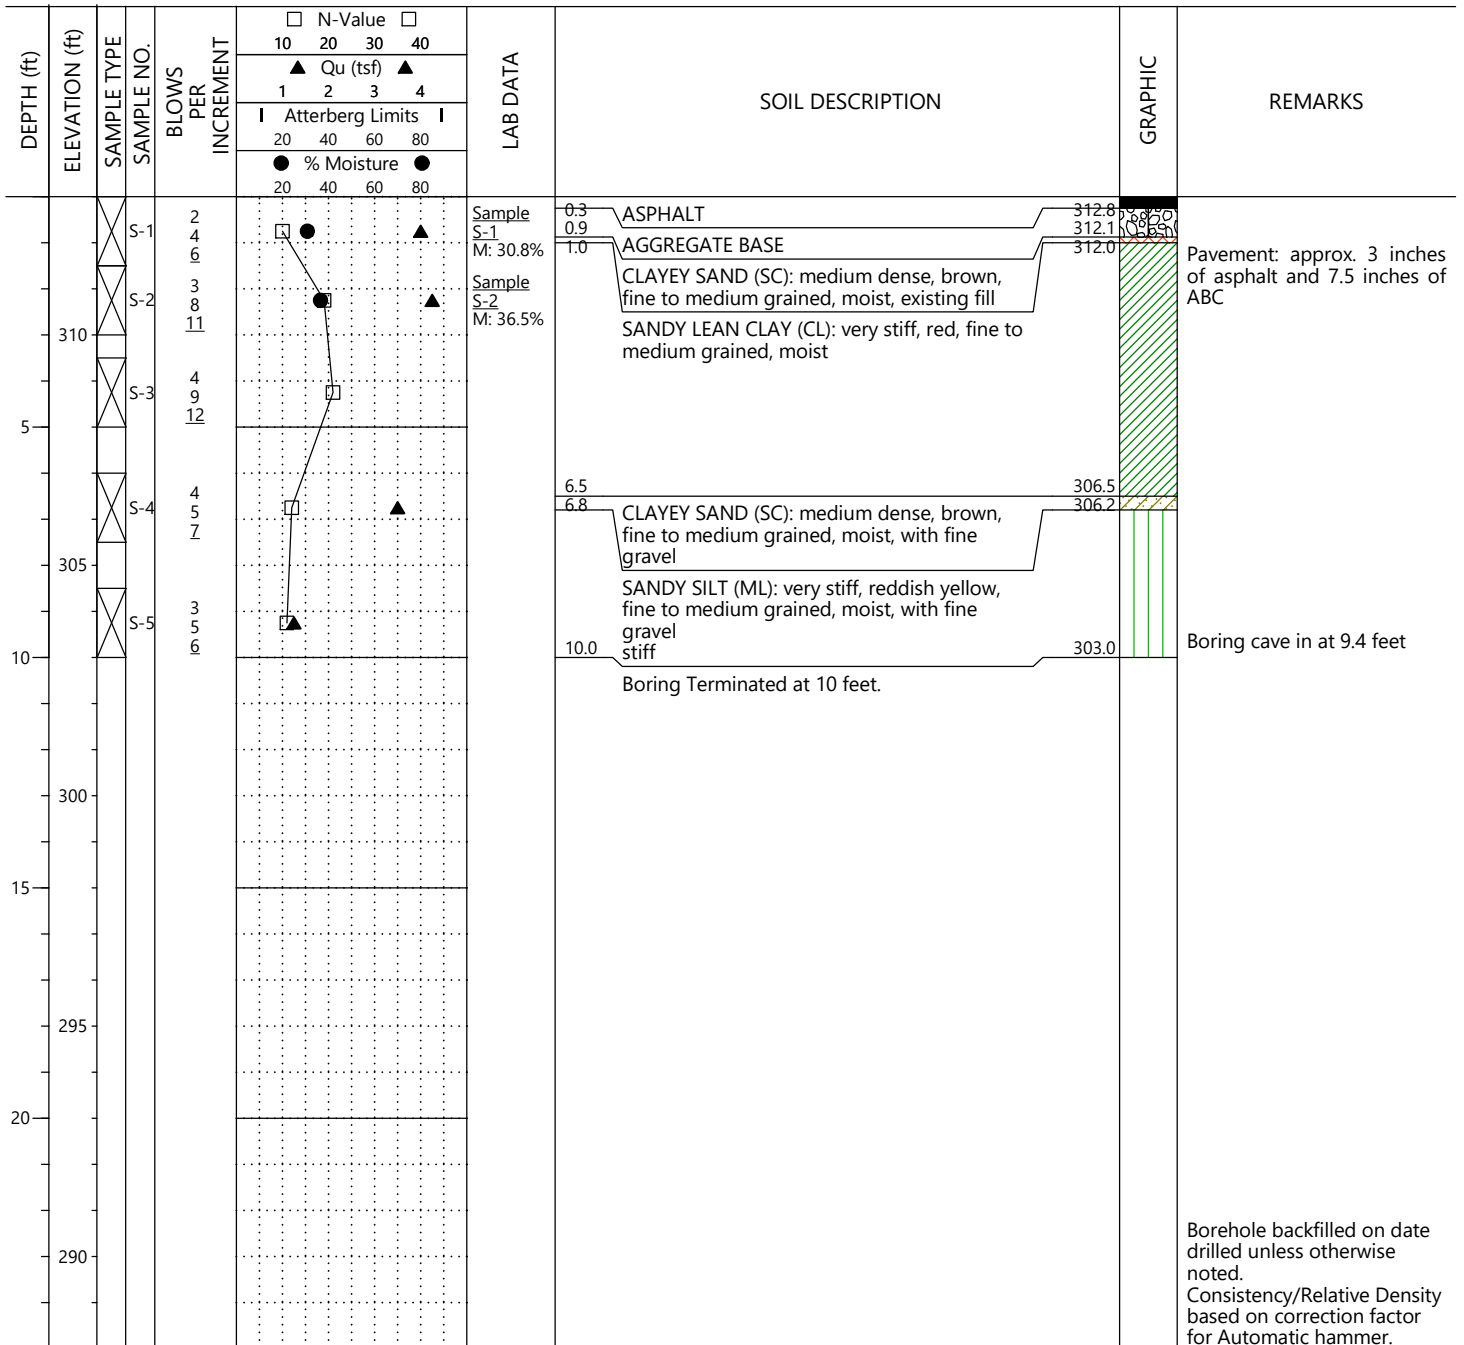 DEPTH (ft)
ELEVATION (ft)
SAMPLE TYPE
SAMPLE NO.
BLOWS
PER
INCREMENT
N-Value
10 20 30 40
Qu (tsf)
1 2 3 4
Atterberg Limits
20 40 60 80
% Moisture
20 40 60 80
LAB DATA
SOIL DESCRIPTION
GRAPHIC
REMARKS
S-1
2
4
6
Sample
S-1
M: 30.8%
S-2
3
8
11
Sample
S-2
M: 36.5%
S-3
4
9
12
S-4
4
5
7
S-5
3
5
6
5
10
15
20
310
305
300
295
290
0.3 ASPHALT 312.8
0.9 312.1
AGGREGATE BASE
1.0 312.0
CLAYEY SAND (SC): medium dense, brown,
fine to medium grained, moist, existing fill
SANDY LEAN CLAY (CL): very stiff, red, fine to
medium grained, moist
6.5 306.5
6.8 306.2
CLAYEY SAND (SC): medium dense, brown,
fine to medium grained, moist, with fine
gravel
SANDY SILT (ML): very stiff, reddish yellow,
fine to medium grained, moist, with fine
gravel
stiff
10.0 303.0
Boring Terminated at 10 feet.
Pavement: approx. 3 inches
of asphalt and 7.5 inches of
ABC
Boring cave in at 9.4 feet
Borehole backfilled on date
drilled unless otherwise
noted.
Consistency/Relative Density
based on correction factor
for Automatic hammer.